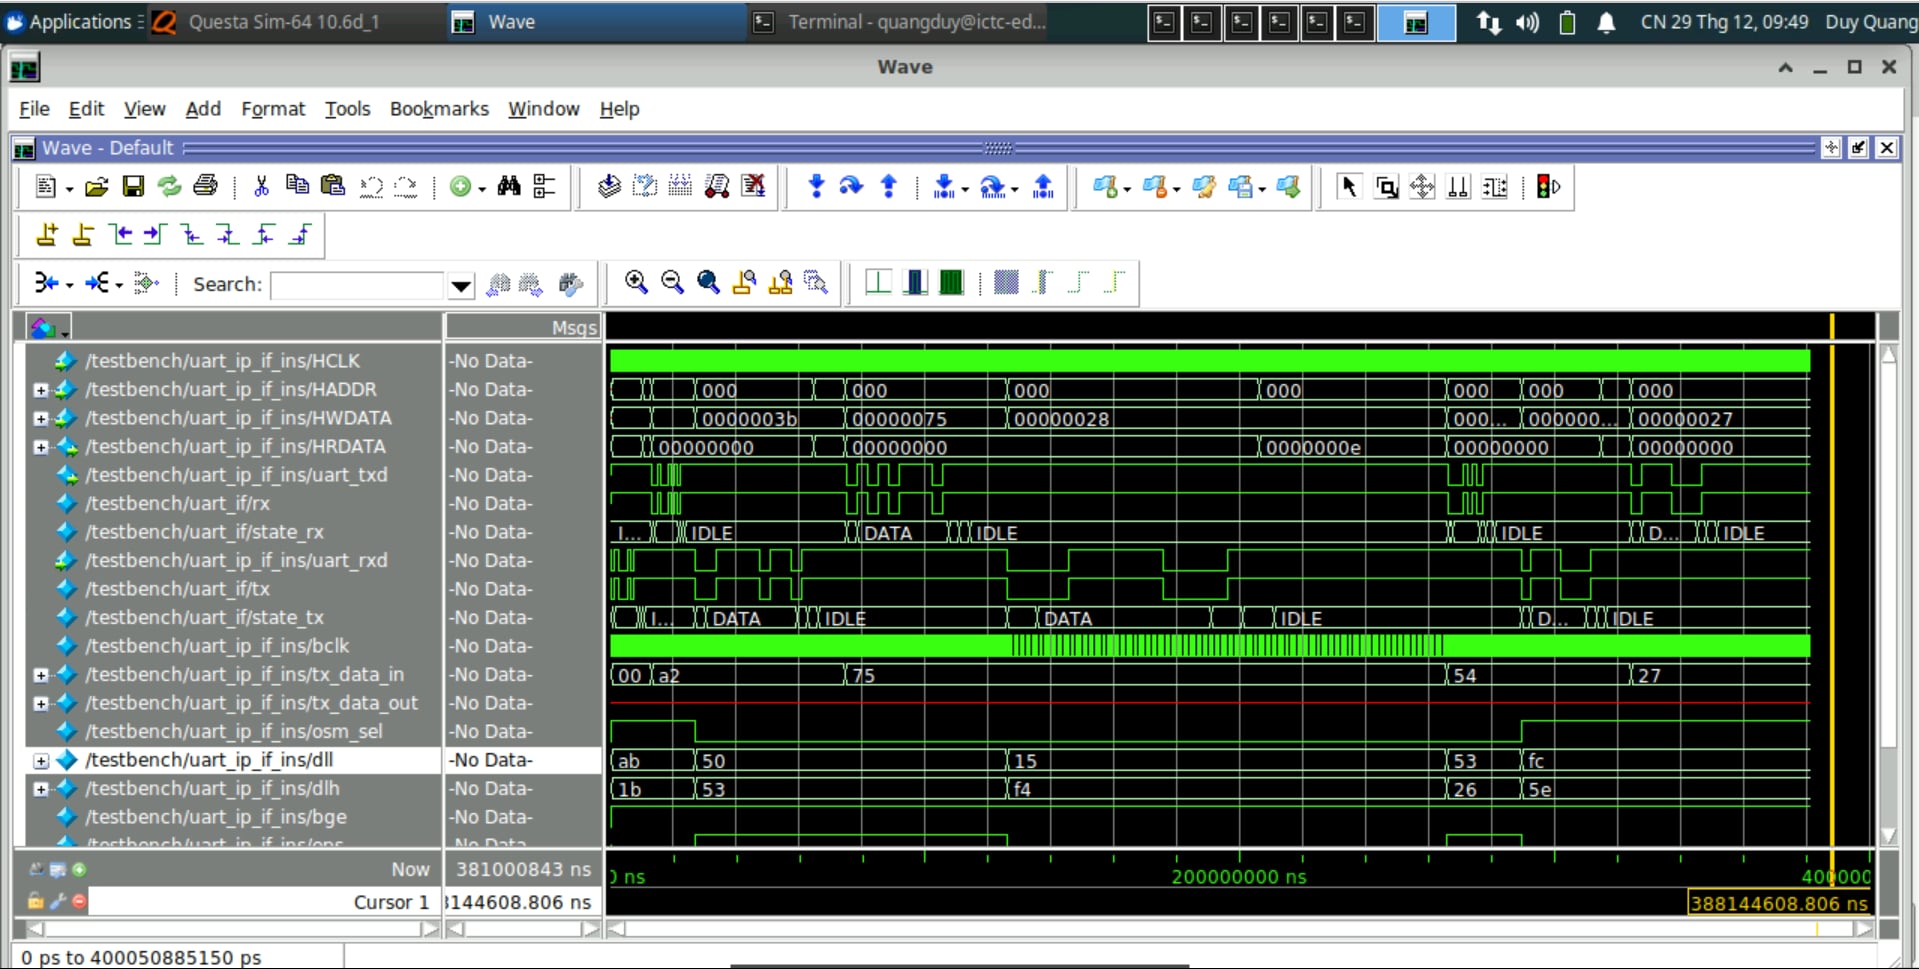 Applications Questa Sim-64 10.6d_1 Wave Terminal - quangduy@ictc-ed... CN 29 Thg 12, 09:49 Duy Quang
Wave
File Edit View Add Format Tools Bookmarks Window Help
Wave - Default
Search:
Msgs
/testbench/uart_ip_if_ins/HCLK -No Data-
/testbench/uart_ip_if_ins/HADDR -No Data- 000 000 000 000 000 000 000
/testbench/uart_ip_if_ins/HWDATA -No Data- 0000003b 00000075 00000028 000... 000000... 00000027
/testbench/uart_ip_if_ins/HRDATA -No Data- 00000000 00000000 0000000e 00000000 00000000
/testbench/uart_ip_if_ins/uart_txd -No Data-
/testbench/uart_if/rx -No Data-
/testbench/uart_if/state_rx -No Data- I... IDLE DATA IDLE IDLE D... IDLE
/testbench/uart_ip_if_ins/uart_rxd -No Data-
/testbench/uart_if/tx -No Data-
/testbench/uart_if/state_tx -No Data- I... DATA IDLE DATA IDLE D... IDLE
/testbench/uart_ip_if_ins/bclk -No Data-
/testbench/uart_ip_if_ins/tx_data_in -No Data- 00 a2 75 54 27
/testbench/uart_ip_if_ins/tx_data_out -No Data-
/testbench/uart_ip_if_ins/osm_sel -No Data-
/testbench/uart_ip_if_ins/dll -No Data- ab 50 15 53 fc
/testbench/uart_ip_if_ins/dlh -No Data- 1b 53 f4 26 5e
/testbench/uart_ip_if_ins/bge -No Data-
Now 381000843 ns 0 ns 200000000 ns 400000
Cursor 1 144608.806 ns 388144608.806 ns
0 ps to 400050885150 ps